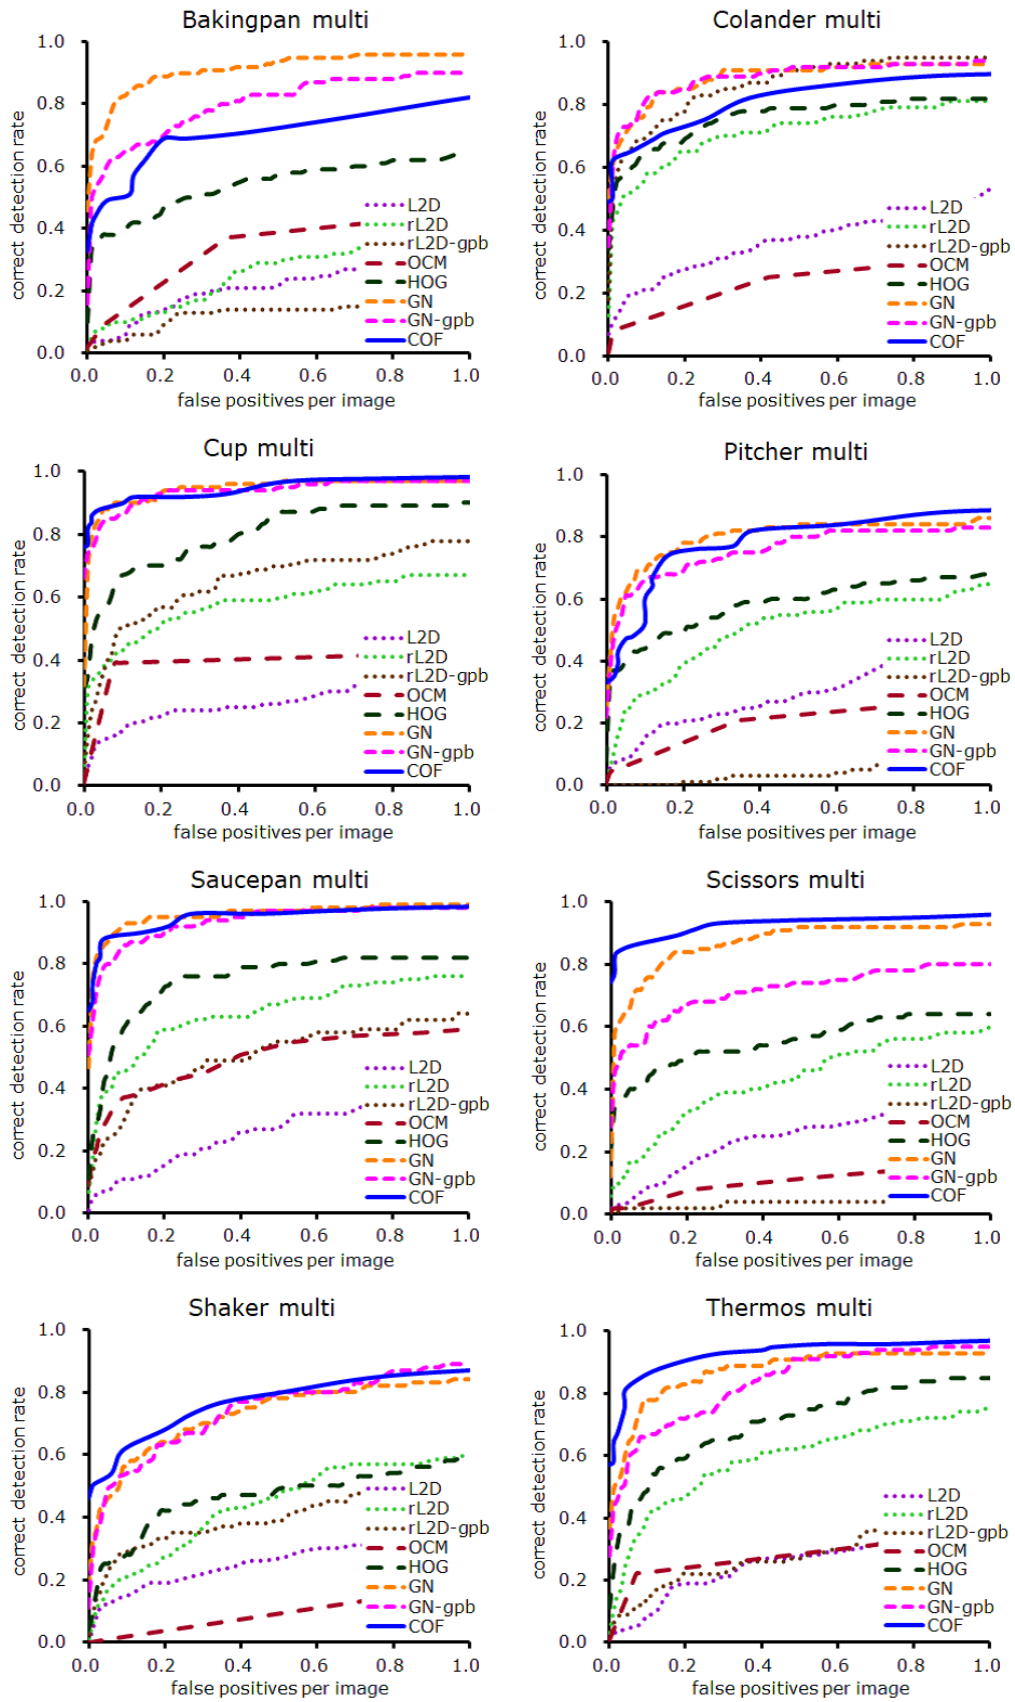 Bakingpan multi
correct detection rate
1.0
0.8
0.6
0.4
0.2
0.0
0.0 0.2 0.4 0.6 0.8 1.0
false positives per image
L2D
rL2D
rL2D-gpb
OCM
HOG
GN
GN-gpb
COF
Colander multi
correct detection rate
1.0
0.8
0.6
0.4
0.2
0.0
0.0 0.2 0.4 0.6 0.8 1.0
false positives per image
L2D
rL2D
rL2D-gpb
OCM
HOG
GN
GN-gpb
COF
Cup multi
correct detection rate
1.0
0.8
0.6
0.4
0.2
0.0
0.0 0.2 0.4 0.6 0.8 1.0
false positives per image
L2D
rL2D
rL2D-gpb
OCM
HOG
GN
GN-gpb
COF
Pitcher multi
correct detection rate
1.0
0.8
0.6
0.4
0.2
0.0
0.0 0.2 0.4 0.6 0.8 1.0
false positives per image
L2D
rL2D
rL2D-gpb
OCM
HOG
GN
GN-gpb
COF
Saucepan multi
correct detection rate
1.0
0.8
0.6
0.4
0.2
0.0
0.0 0.2 0.4 0.6 0.8 1.0
false positives per image
L2D
rL2D
rL2D-gpb
OCM
HOG
GN
GN-gpb
COF
Scissors multi
correct detection rate
1.0
0.8
0.6
0.4
0.2
0.0
0.0 0.2 0.4 0.6 0.8 1.0
false positives per image
L2D
rL2D
rL2D-gpb
OCM
HOG
GN
GN-gpb
COF
Shaker multi
correct detection rate
1.0
0.8
0.6
0.4
0.2
0.0
0.0 0.2 0.4 0.6 0.8 1.0
false positives per image
L2D
rL2D
rL2D-gpb
OCM
HOG
GN
GN-gpb
COF
Thermos multi
correct detection rate
1.0
0.8
0.6
0.4
0.2
0.0
0.0 0.2 0.4 0.6 0.8 1.0
false positives per image
L2D
rL2D
rL2D-gpb
OCM
HOG
GN
GN-gpb
COF